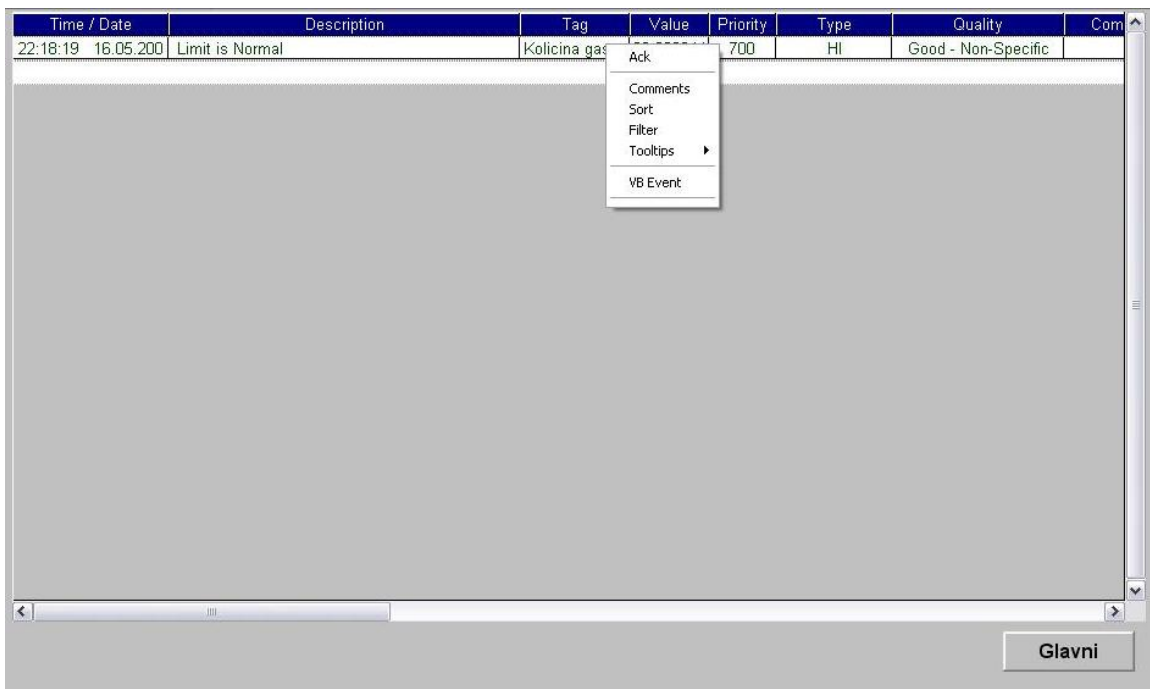 Time / Date Description Tag Value Priority Type Quality Com
22:18:19 16.05.200 Limit is Normal Kolicina gas 700 HI Good - Non-Specific
Ack
Comments
Sort
Filter
Tooltips
VB Event
Glavni